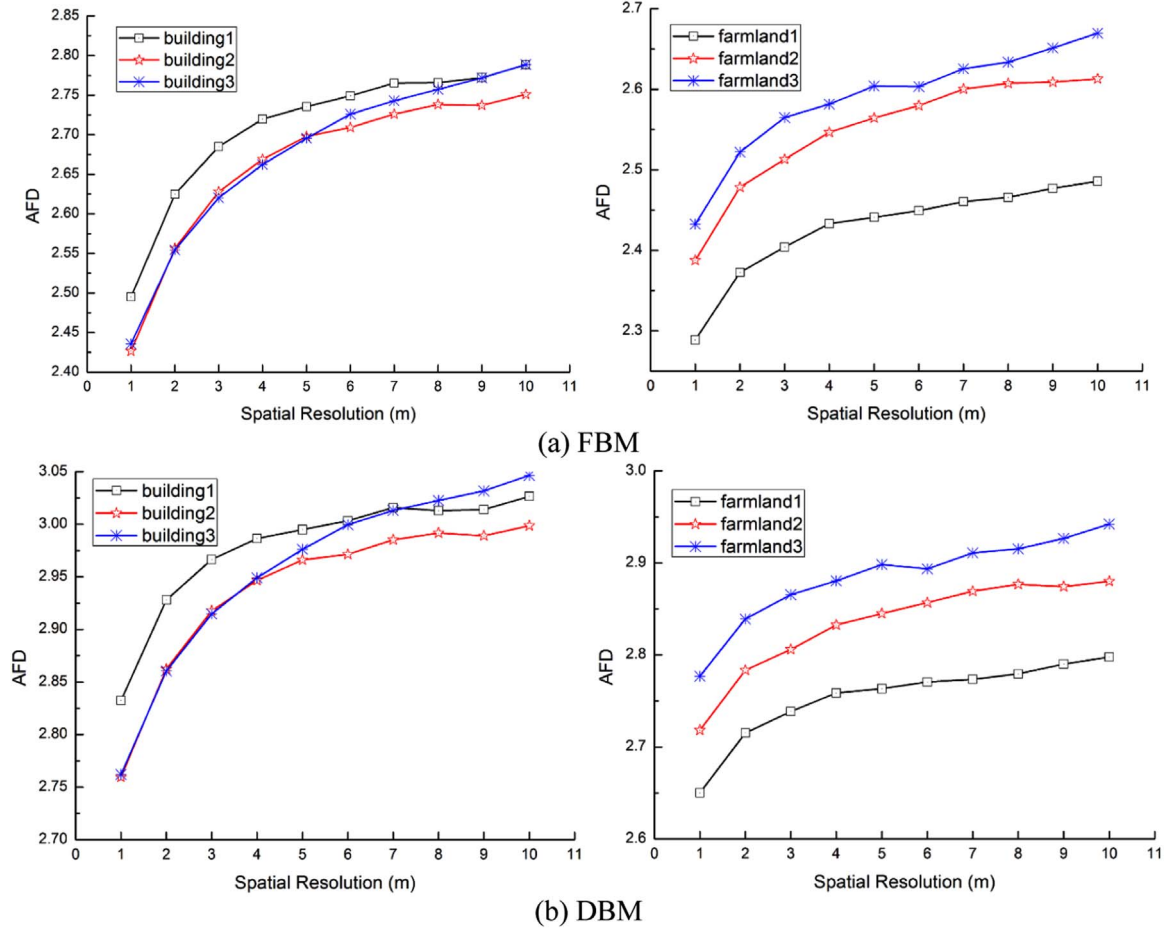 building1
building2
building3
2.85
2.80
2.75
2.70
2.65
2.60
2.55
2.50
2.45
2.40
AFD
0 1 2 3 4 5 6 7 8 9 10 11
Spatial Resolution (m)
farmland1
farmland2
farmland3
2.7
2.6
2.5
2.4
2.3
AFD
0 1 2 3 4 5 6 7 8 9 10 11
Spatial Resolution (m)
(a) FBM
building1
building2
building3
3.05
3.00
2.95
2.90
2.85
2.80
2.75
2.70
AFD
0 1 2 3 4 5 6 7 8 9 10 11
Spatial Resolution (m)
farmland1
farmland2
farmland3
3.0
2.9
2.8
2.7
2.6
AFD
0 1 2 3 4 5 6 7 8 9 10 11
Spatial Resolution (m)
(b) DBM